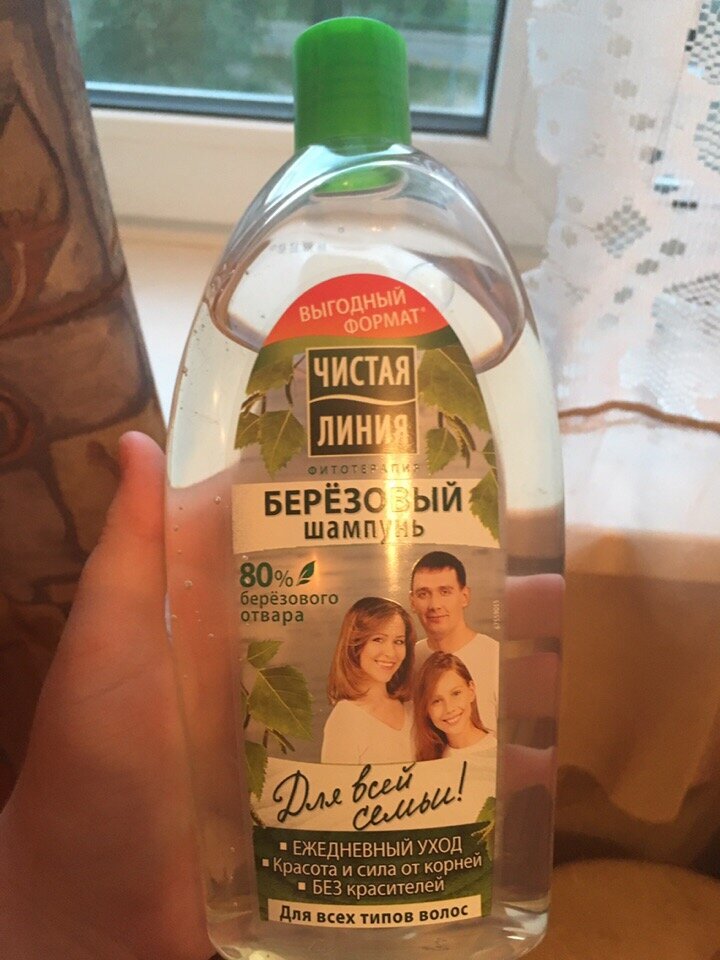 ВЫГОДНЫЙ
ФОРМАТ*
ЧИСТАЯ
ЛИНИЯ
ФИТОТЕРАПИЯ
БЕРЁЗОВЫЙ
шампунь
80%
берёзового
отвара
Для всей
семьи!
▪ ЕЖЕДНЕВНЫЙ УХОД
▪ Красота и сила от корней
▪ БЕЗ красителей
Для всех типов волос